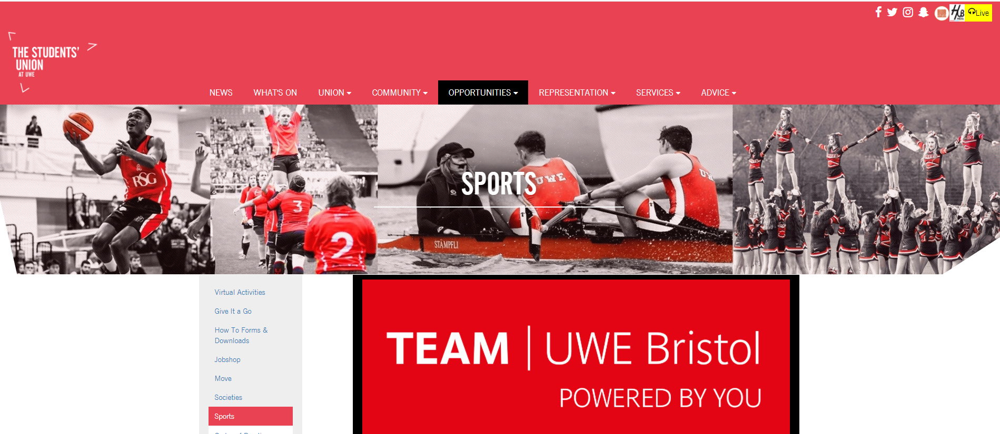 Live
THE STUDENTS'
UNION
AT UWE
NEWS
WHAT'S ON
UNION
COMMUNITY
OPPORTUNITIES
REPRESENTATION
SERVICES
ADVICE
RSG
3
2
UWE
SPORTS
STÄMPFLI
Virtual Activities
Give It a Go
How To Forms &
Downloads
Jobshop
Move
Societies
Sports
TEAM | UWE Bristol
POWERED BY YOU